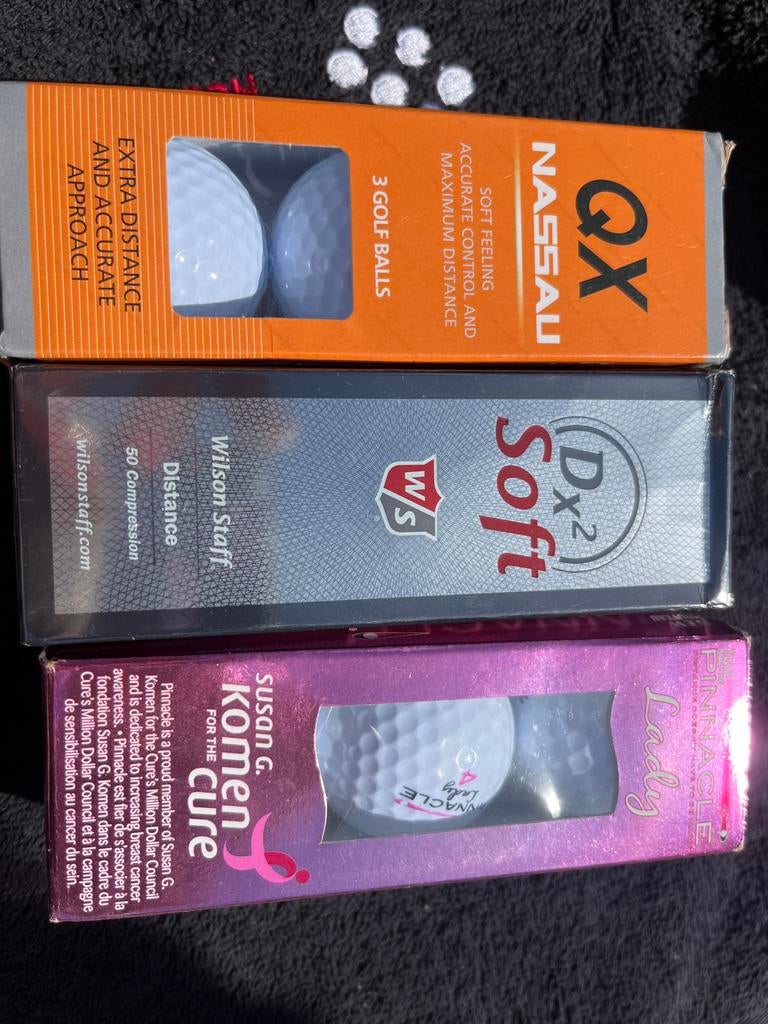 QX
NASSAU
SOFT FEELING
ACCURATE CONTROL AND
MAXIMUM DISTANCE
3 GOLF BALLS
EXTRA DISTANCE
AND ACCURATE
APPROACH
Dx2
Soft
W/S
Wilson Staff
Distance
50 Compression
wilsonstaff.com
PINNACLE
Lady
NNACLE
Lady
4
SUSAN G.
Komen
FOR THE
CURE
Pinnacle is a proud member of Susan G.
Komen for the Cure's Million Dollar Council
and is dedicated to increasing breast cancer
awareness. • Pinnacle est fier de s'associer à la
fondation Susan G. Komen dans le cadre du
Cure's Million Dollar Council et à la campagne
de sensibilisation au cancer du sein.